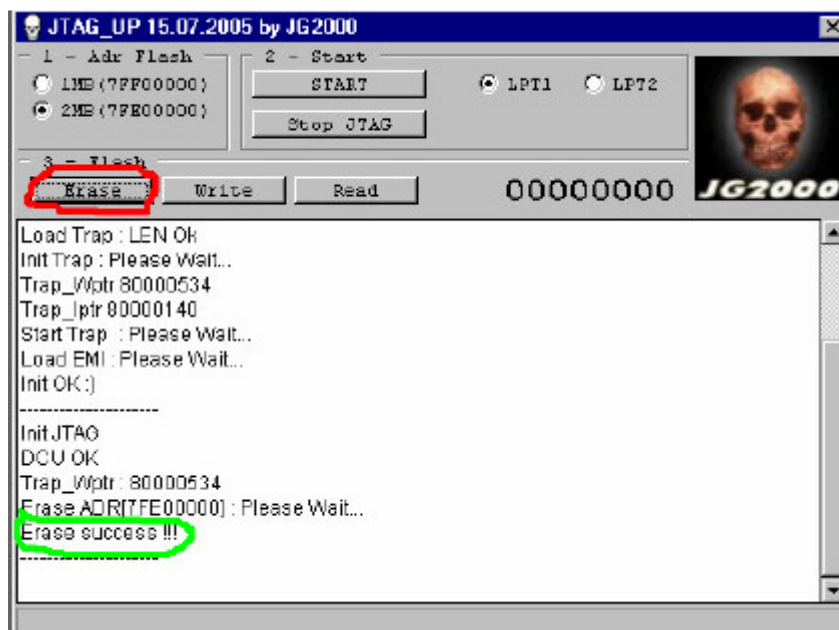 JTAG_UP 15.07.2005 by JG2000
1 - Adr Flash
1MB (7FF00000)
2MB (7FE00000)
2 - Start
START
LPT1
LPT2
Stop JTAG
3 - Flash
Erase
Write
Read
00000000
JG2000
Load Trap : LEN Ok
Init Trap : Please Wait...
Trap_Wptr 80000534
Trap_Iptr 80000140
Start Trap : Please Wait...
Load EMI : Please Wait...
Init OK :)
-----------------------
Init JTAG
DCU OK
Trap_Wptr : 80000534
Erase ADR[7FE00000] : Please Wait...
Erase success !!!
-----------------------